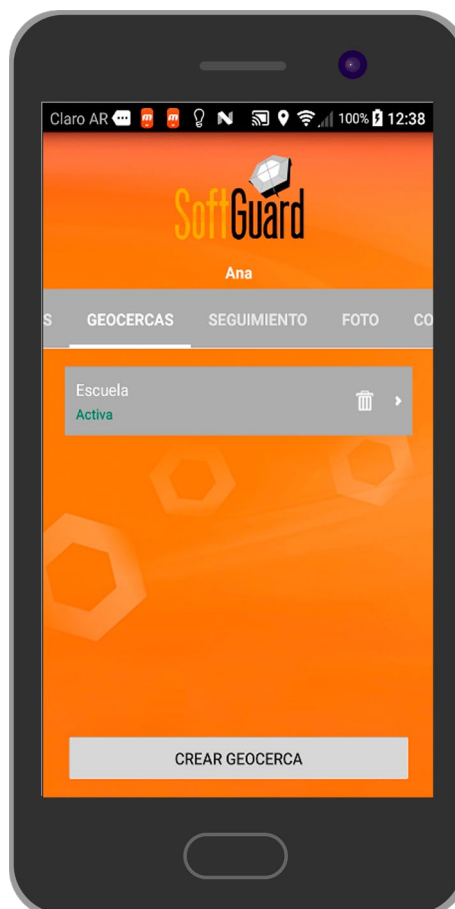 Claro AR 100% 12:38
SoftGuard
Ana
S GEOCERCAS SEGUIMIENTO FOTO CO
Escuela
Activa
CREAR GEOCERCA